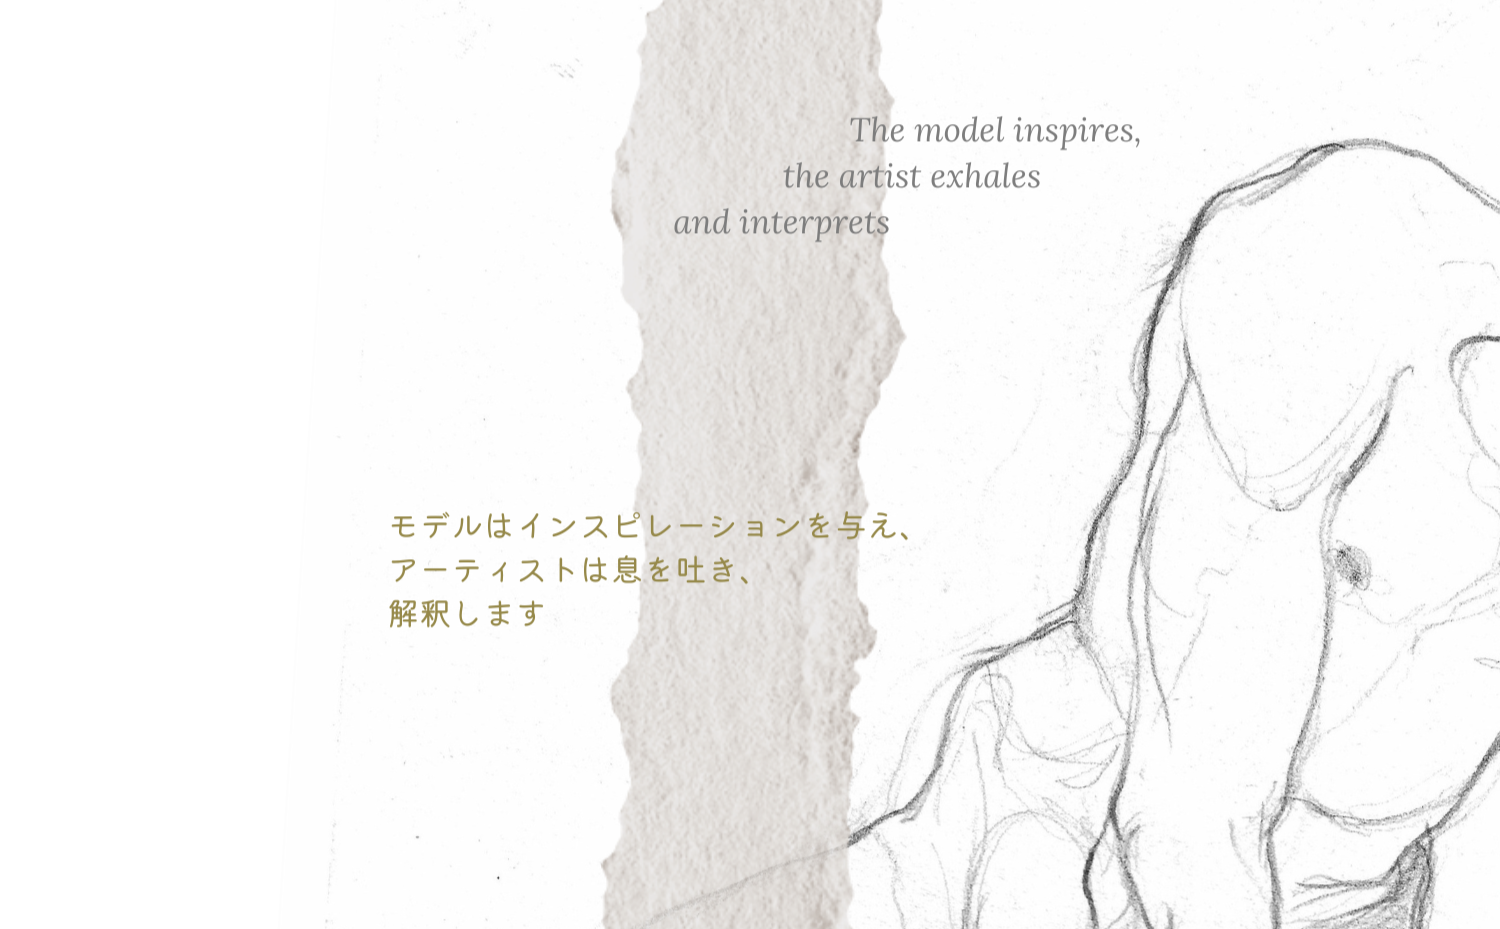 The model inspires,
the artist exhales
and interprets
モデルはインスピレーションを与え、
アーティストは息を吐き、
解釈します